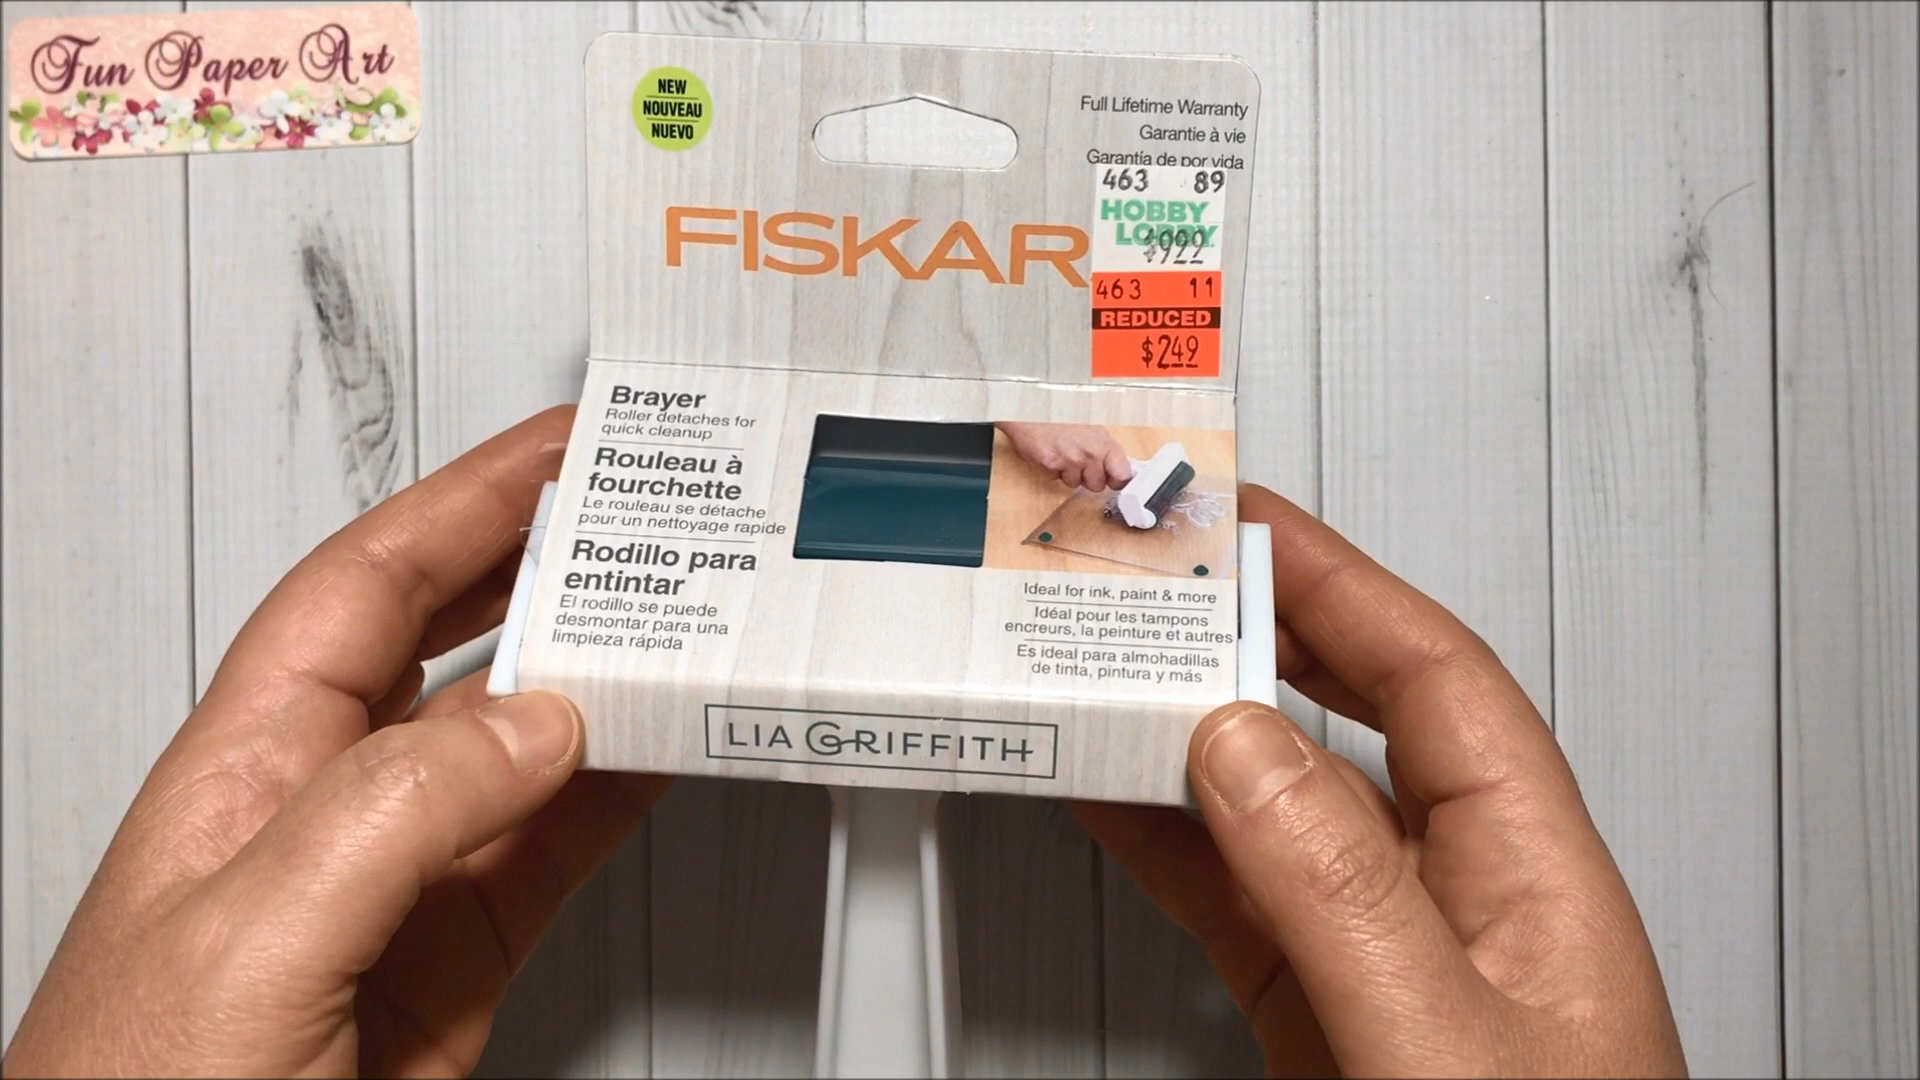 Fun Paper Art
NEW
NOUVEAU
NUEVO
Full Lifetime Warranty
Garantie à vie
Garantía de por vida
463 89
HOBBY
LOBBY
$9.99
FISKAR
463 11
REDUCED
$2.49
Brayer
Roller detaches for
quick cleanup
Rouleau à
fourchette
Le rouleau se détache
pour un nettoyage rapide
Rodillo para
entintar
El rodillo se puede
desmontar para una
limpieza rápida
Ideal for ink, paint & more
Idéal pour les tampons
encreurs, la peinture et autres
Es ideal para almohadillas
de tinta, pintura y más
LIA GRIFFITH